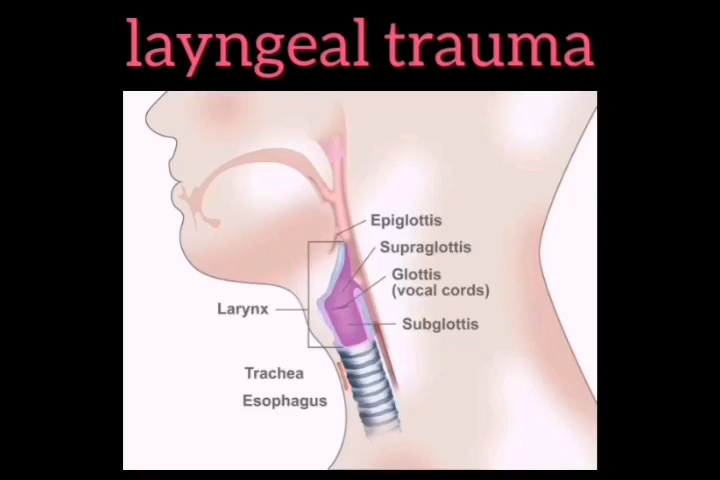 layngeal trauma
Epiglottis
Supraglottis
Glottis
(vocal cords)
Larynx
Subglottis
Trachea
Esophagus